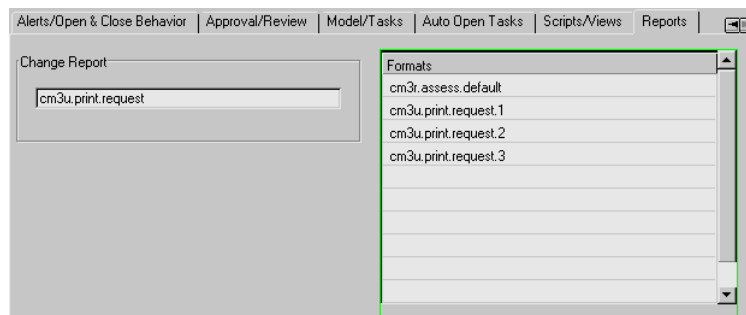 Alerts/Open & Close Behavior Approval/Review Model/Tasks Auto Open Tasks Scripts/Views Reports
Change Report
cm3u.print.request
Formats
cm3r.assess.default
cm3u.print.request.1
cm3u.print.request.2
cm3u.print.request.3